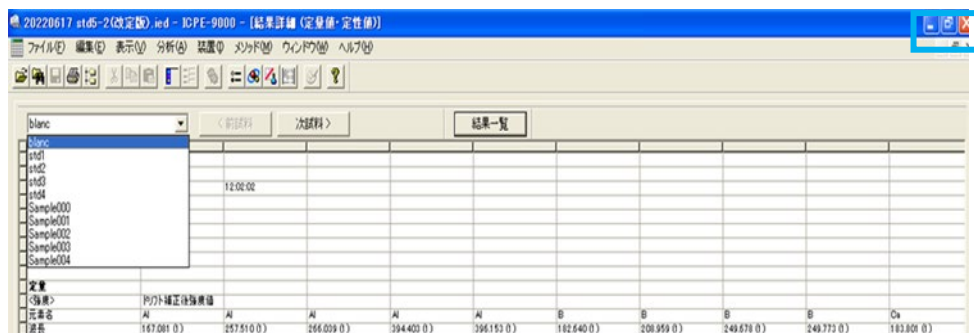 20220617 std5-2(改定版).ied - ICPE-9000 - [結果詳細 (定量値・定性値)]
ファイル(F) 編集(E) 表示(V) 分析(A) 装置(I) メソッド(M) ウィンドウ(W) ヘルプ(H)
blanc <前試料 次試料> 結果一覧
blanc
std1
std2
std3
12:02:02
std4
Sample000
Sample001
Sample002
Sample003
Sample004
定量
<強度> ドリフト補正後強度値
元素名 Al Al Al Al Al B B B B Ca
波長 167.081 () 257.510 () 266.039 () 394.403 () 396.153 () 182.640 () 208.959 () 249.678 () 249.773 () 183.801 ()